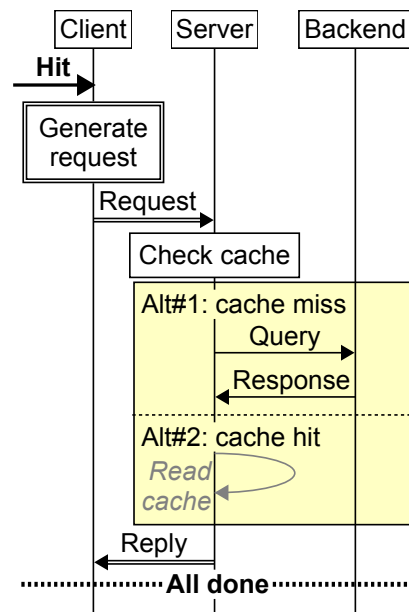 Client Server Backend
Hit
Generate
request
Request
Check cache
Alt#1: cache miss
Query
Response
Alt#2: cache hit
Read
cache
Reply
All done